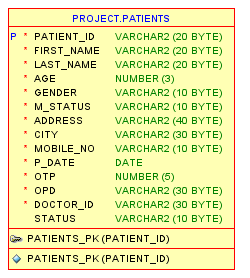 PROJECT.PATIENTS
P * PATIENT_ID VARCHAR2 (20 BYTE)
* FIRST_NAME VARCHAR2 (20 BYTE)
* LAST_NAME VARCHAR2 (20 BYTE)
* AGE NUMBER (3)
* GENDER VARCHAR2 (10 BYTE)
* M_STATUS VARCHAR2 (10 BYTE)
* ADDRESS VARCHAR2 (40 BYTE)
* CITY VARCHAR2 (30 BYTE)
* MOBILE_NO VARCHAR2 (10 BYTE)
* P_DATE DATE
* OTP NUMBER (5)
* OPD VARCHAR2 (30 BYTE)
* DOCTOR_ID VARCHAR2 (30 BYTE)
STATUS VARCHAR2 (10 BYTE)
PATIENTS_PK (PATIENT_ID)
PATIENTS_PK (PATIENT_ID)